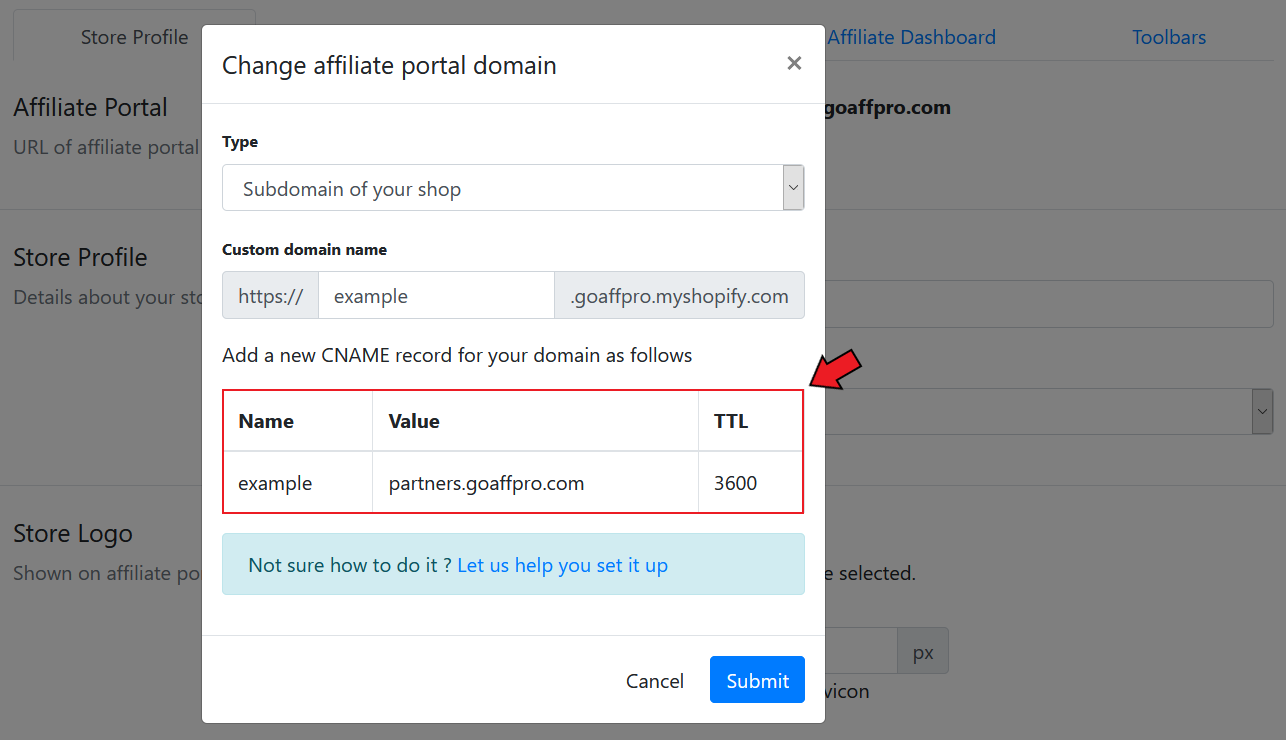 Store Profile
Affiliate Dashboard
Toolbars
Change affiliate portal domain
×
Affiliate Portal
goaffpro.com
URL of affiliate portal
Type
Subdomain of your shop
Store Profile
Details about your
Custom domain name
https:// example .goaffpro.myshopify.com
Add a new CNAME record for your domain as follows
Name Value TTL
example partners.goaffpro.com 3600
Store Logo
Shown on affiliate
selected.
Not sure how to do it ? Let us help you set it up
px
Cancel
Submit